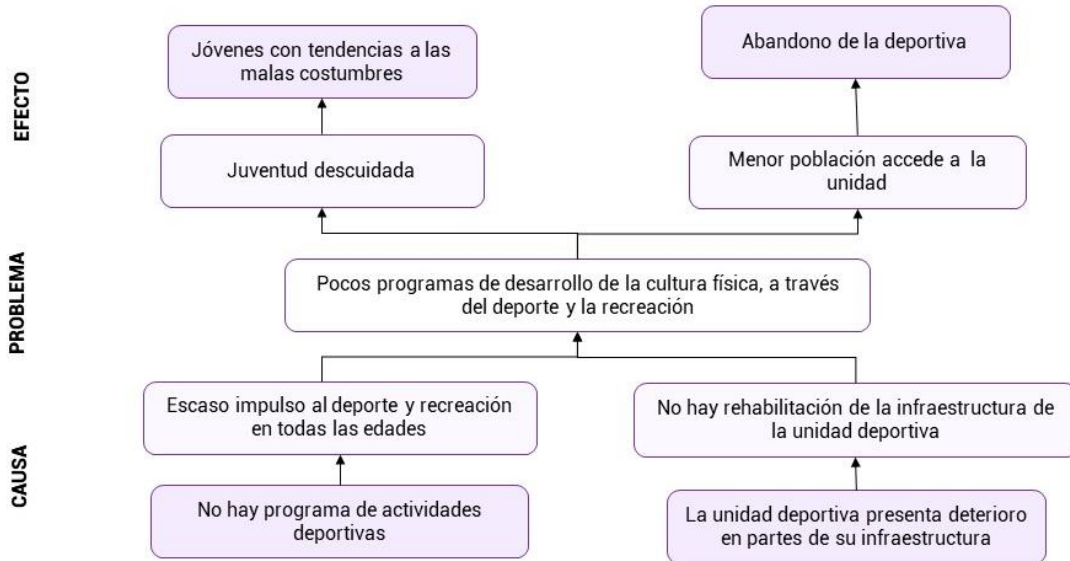 EFECTO
Jóvenes con tendencias a las
malas costumbres
Abandono de la deportiva
Juventud descuidada
Menor población accede a la
unidad
PROBLEMA
Pocos programas de desarrollo de la cultura física, a través
del deporte y la recreación
CAUSA
Escaso impulso al deporte y recreación
en todas las edades
No hay rehabilitación de la infraestructura de
la unidad deportiva
No hay programa de actividades
deportivas
La unidad deportiva presenta deterioro
en partes de su infraestructura